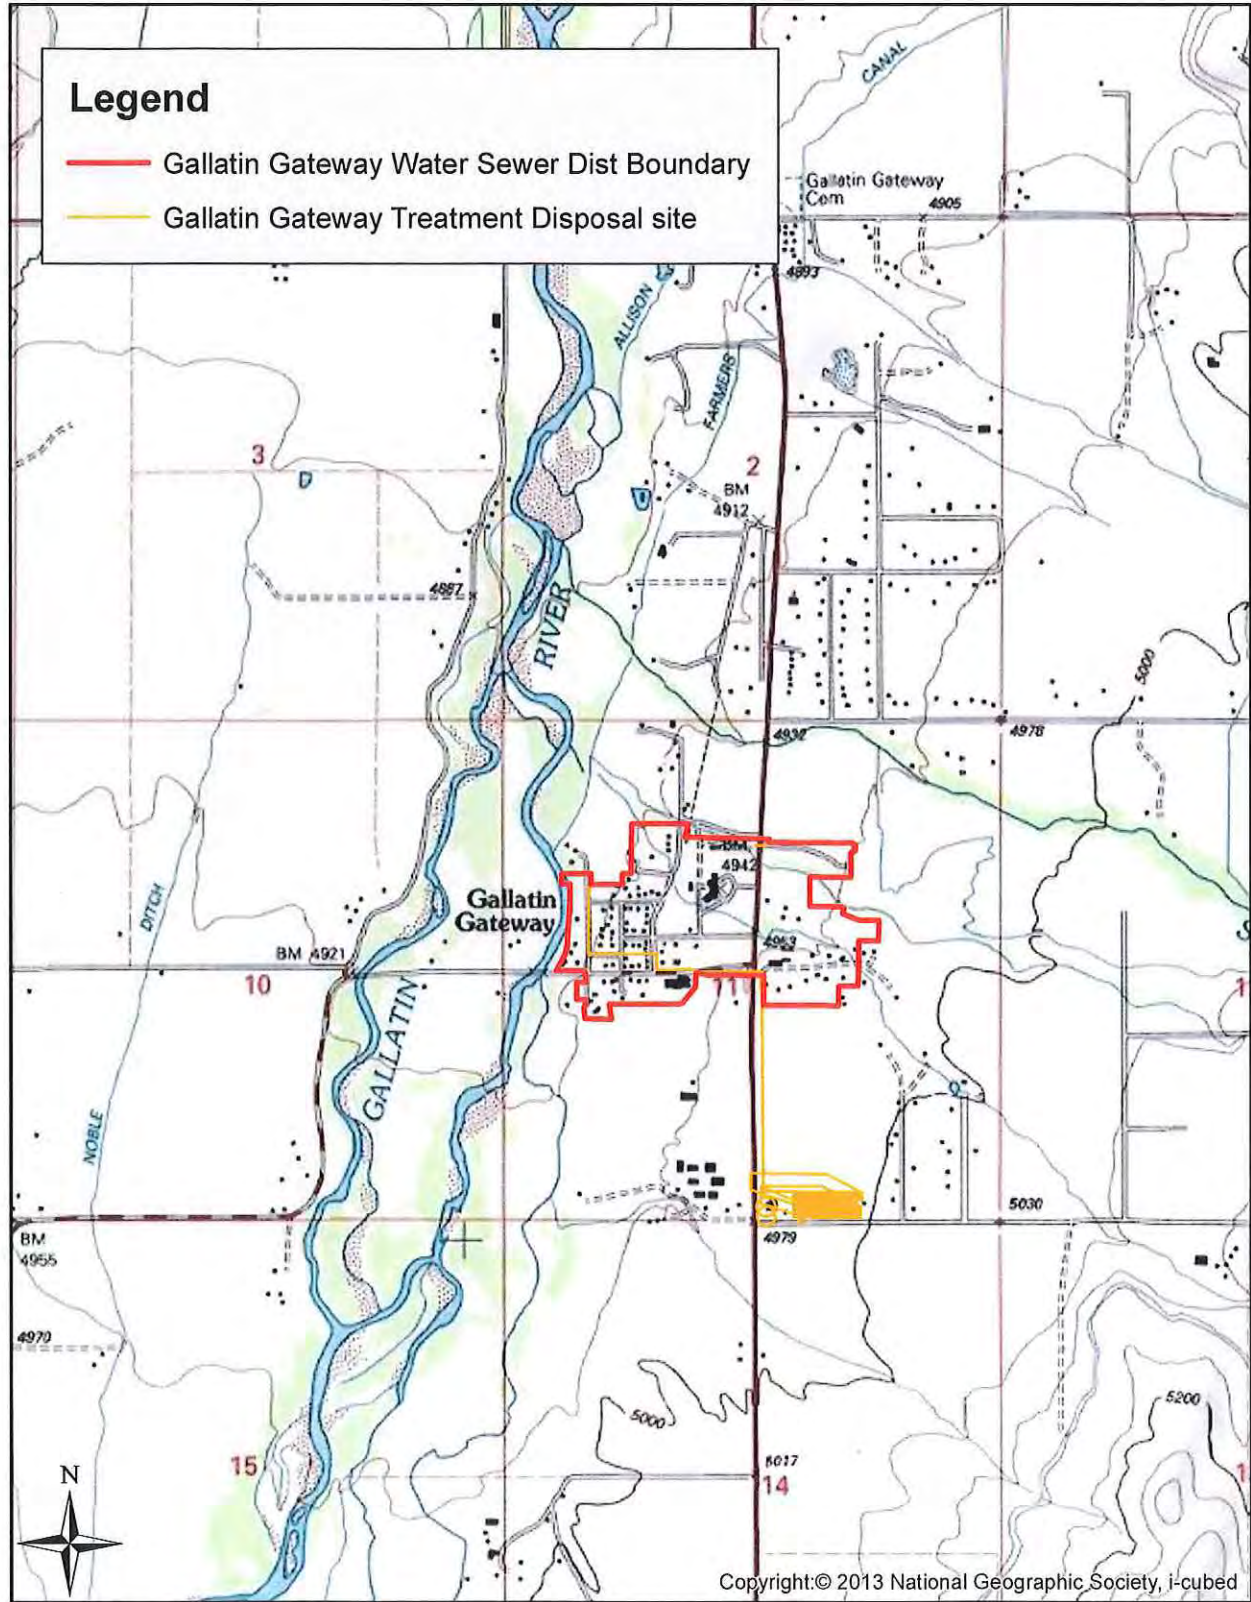 Legend
Gallatin Gateway Water Sewer Dist Boundary
Gallatin Gateway Treatment Disposal site
CANAL
Gallatin Gateway
Cem
4905
4893
ALLISON
FARMERS
3
2
BM
4912
4887
RIVER
5000
4932
4978
BM
4942
Gallatin
Gateway
DITCH
4963
BM 4921
10
11
1
S
GALLATIN
NOBLE
5030
4979
BM
4955
4970
5000
5200
15
5017
14
1
N
Copyright:© 2013 National Geographic Society, i-cubed